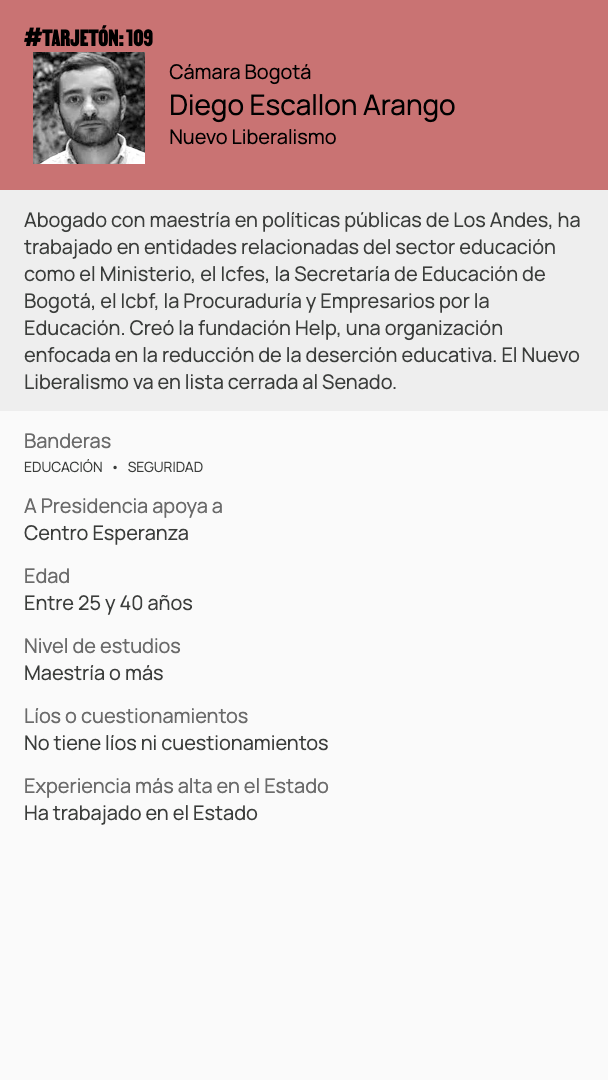 #TARJETÓN: 109
Cámara Bogotá
Diego Escallon Arango
Nuevo Liberalismo
Abogado con maestría en políticas públicas de Los Andes, ha
trabajado en entidades relacionadas del sector educación
como el Ministerio, el Icfes, la Secretaría de Educación de
Bogotá, el Icbf, la Procuraduría y Empresarios por la
Educación. Creó la fundación Help, una organización
enfocada en la reducción de la deserción educativa. El Nuevo
Liberalismo va en lista cerrada al Senado.
Banderas
EDUCACIÓN • SEGURIDAD
A Presidencia apoya a
Centro Esperanza
Edad
Entre 25 y 40 años
Nivel de estudios
Maestría o más
Líos o cuestionamientos
No tiene líos ni cuestionamientos
Experiencia más alta en el Estado
Ha trabajado en el Estado